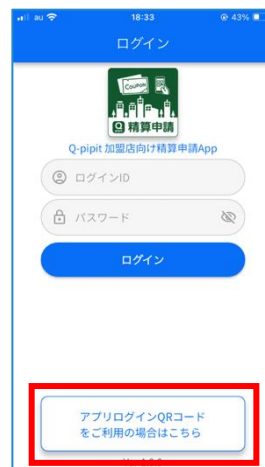 au
18:33
43%
ログイン
COUPON
Q 精算申請
Q-pipit 加盟店向け精算申請App
ログインID
パスワード
ログイン
アプリログインQRコード
をご利用の場合はこちら